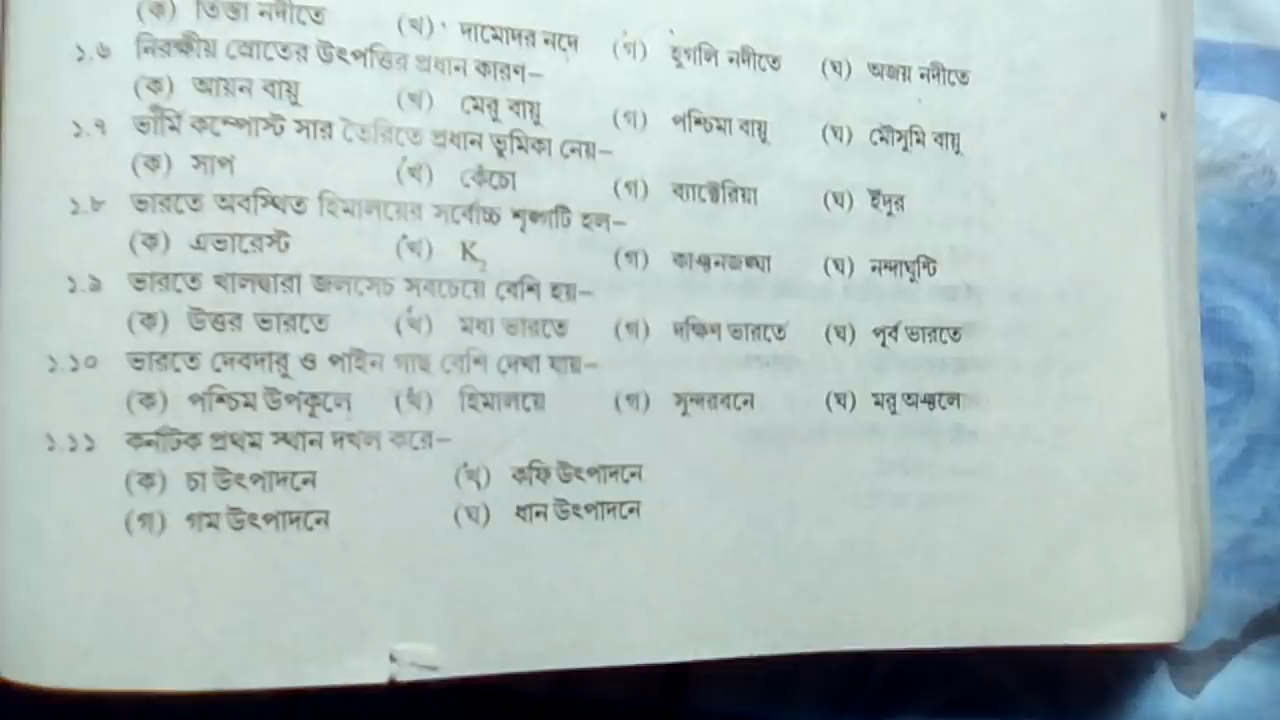 (ক) তিস্তা নদীতে (খ) দামোদর নদে (গ) হুগলি নদীতে (ঘ) অজয় নদীতে
১.৬ নিরক্ষীয় স্রোতের উৎপত্তির প্রধান কারণ–
(ক) আয়ন বায়ু (খ) মেরু বায়ু (গ) পশ্চিমা বায়ু (ঘ) মৌসুমি বায়ু
১.৭ ভার্মি কম্পোস্ট সার তৈরিতে প্রধান ভূমিকা নেয়–
(ক) সাপ (খ) কেঁচো (গ) ব্যাক্টেরিয়া (ঘ) ইঁদুর
১.৮ ভারতে অবস্থিত হিমালয়ের সর্বোচ্চ শৃঙ্গটি হল–
(ক) এভারেস্ট (খ) K₂ (গ) কাঞ্চনজঙ্ঘা (ঘ) নন্দাঘুন্টি
১.৯ ভারতে খালদ্বারা জলসেচ সবচেয়ে বেশি হয়–
(ক) উত্তর ভারতে (খ) মধ্য ভারতে (গ) দক্ষিণ ভারতে (ঘ) পূর্ব ভারতে
১.১০ ভারতে দেবদারু ও পাইন গাছ বেশি দেখা যায়–
(ক) পশ্চিম উপকূলে (খ) হিমালয়ে (গ) সুন্দরবনে (ঘ) মরু অঞ্চলে
১.১১ কর্নাটক প্রথম স্থান দখল করে–
(ক) চা উৎপাদনে (খ) কফি উৎপাদনে
(গ) গম উৎপাদনে (ঘ) ধান উৎপাদনে